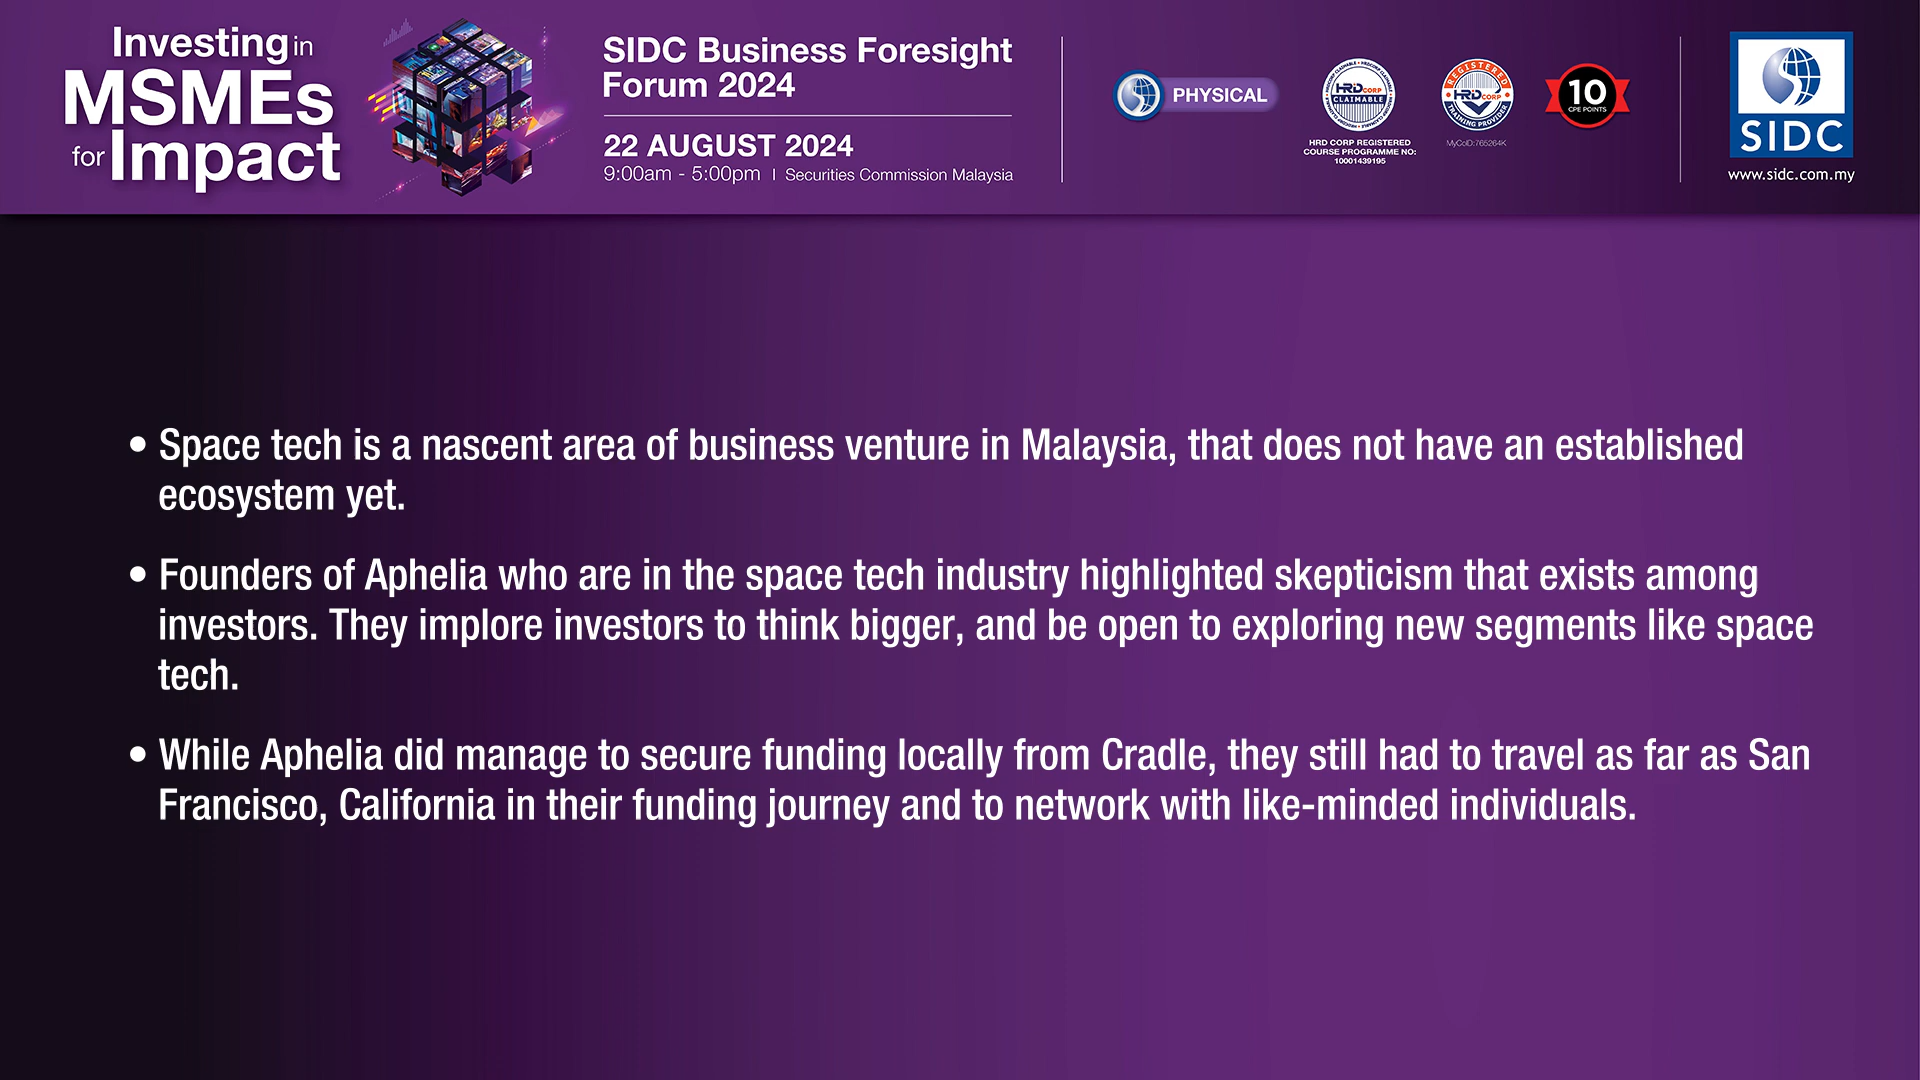 Investing in
MSMEs
for Impact
SIDC Business Foresight
Forum 2024
22 AUGUST 2024
9:00am - 5:00pm | Securities Commission Malaysia
PHYSICAL
HRD CORP
CLAIMABLE
HRD CORP REGISTERED
COURSE PROGRAMME NO:
10001439195
REGISTERED
HRD CORP
TRAINING PROVIDER
MyCoID:765264K
10
CPE POINTS
SIDC
www.sidc.com.my
• Space tech is a nascent area of business venture in Malaysia, that does not have an established
ecosystem yet.
• Founders of Aphelia who are in the space tech industry highlighted skepticism that exists among
investors. They implore investors to think bigger, and be open to exploring new segments like space
tech.
• While Aphelia did manage to secure funding locally from Cradle, they still had to travel as far as San
Francisco, California in their funding journey and to network with like-minded individuals.